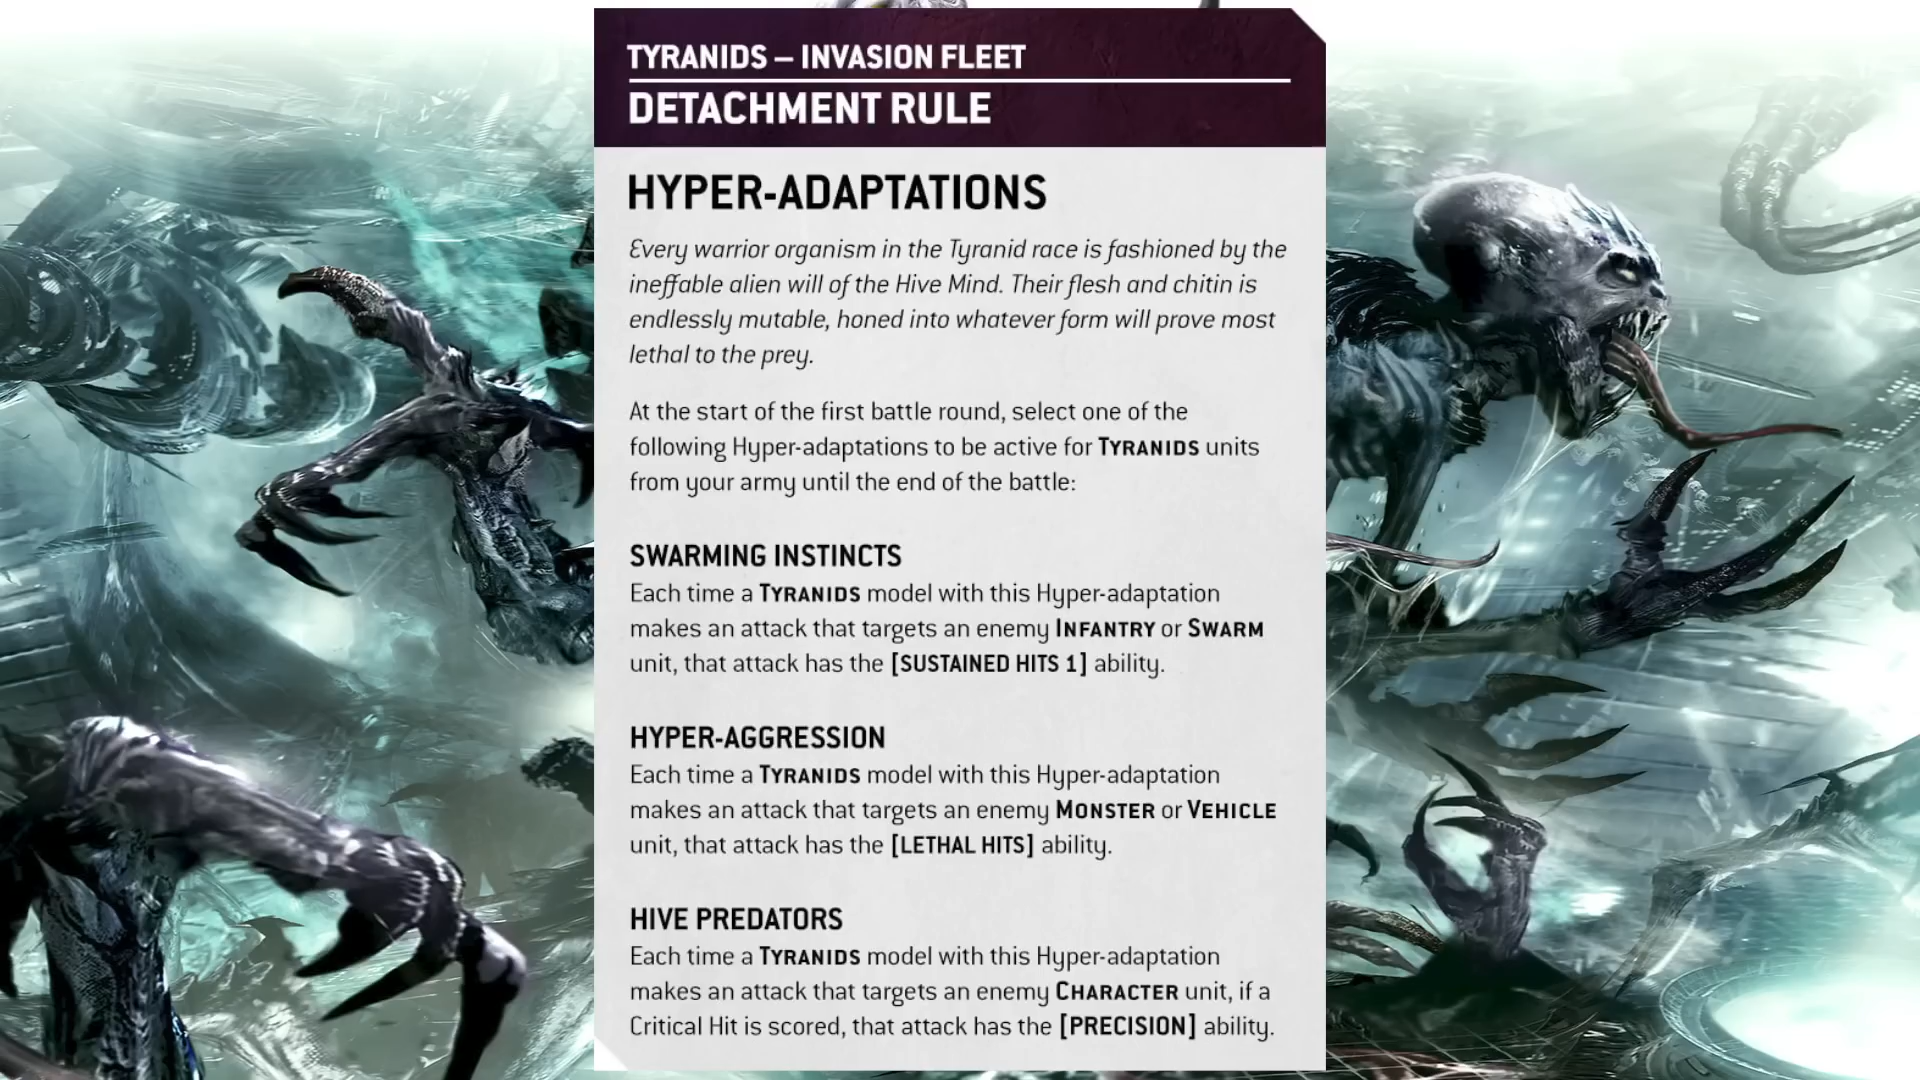 TYRANIDS – INVASION FLEET
DETACHMENT RULE
HYPER-ADAPTATIONS
Every warrior organism in the Tyranid race is fashioned by the
ineffable alien will of the Hive Mind. Their flesh and chitin is
endlessly mutable, honed into whatever form will prove most
lethal to the prey.
At the start of the first battle round, select one of the
following Hyper-adaptations to be active for TYRANIDS units
from your army until the end of the battle:
SWARMING INSTINCTS
Each time a TYRANIDS model with this Hyper-adaptation
makes an attack that targets an enemy INFANTRY or SWARM
unit, that attack has the [SUSTAINED HITS 1] ability.
HYPER-AGGRESSION
Each time a TYRANIDS model with this Hyper-adaptation
makes an attack that targets an enemy MONSTER or VEHICLE
unit, that attack has the [LETHAL HITS] ability.
HIVE PREDATORS
Each time a TYRANIDS model with this Hyper-adaptation
makes an attack that targets an enemy CHARACTER unit, if a
Critical Hit is scored, that attack has the [PRECISION] ability.